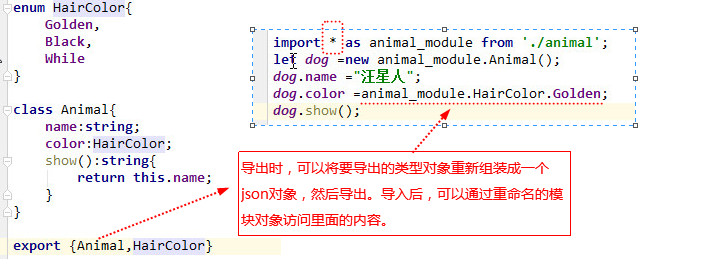 enum HairColor{
Golden,
Black,
While
}
class Animal{
name:string;
color:HairColor;
show():string{
return this.name;
}
}
export {Animal,HairColor}
import * as animal_module from './animal';
let dog =new animal_module.Animal();
dog.name ="汪星人";
dog.color =animal_module.HairColor.Golden;
dog.show();
导出时，可以将要导出的类型对象重新组装成一个
json对象，然后导出。导入后，可以通过重命名的模
块对象访问里面的内容。